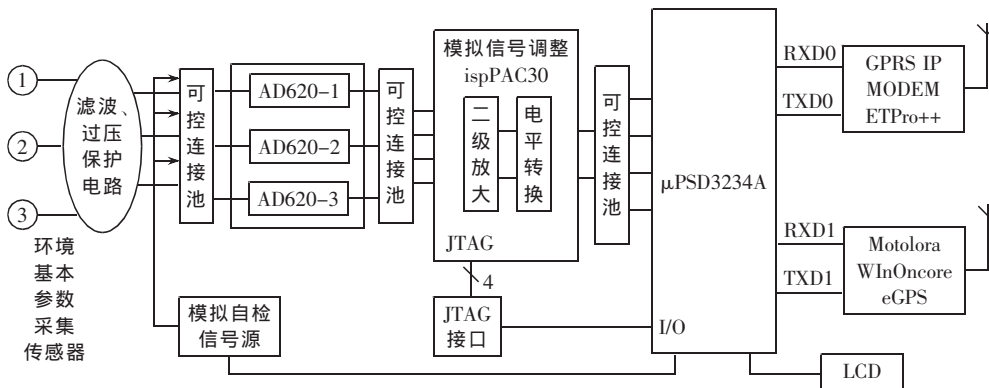 ①
②
③
环境
基本
参数
采集
传感器
滤波、
过压
保护
电路
可
控
连
接
池
AD620-1
AD620-2
AD620-3
可
控
连
接
池
模拟信号调整
ispPAC30
二
级
放
大
电
平
转
换
JTAG
4
JTAG
接口
模拟自检
信号源
可
控
连
接
池
μPSD3234A
I/O
RXD0
TXD0
GPRS IP
MODEM
ETPro++
RXD1
TXD1
Motolora
WInOncore
eGPS
LCD